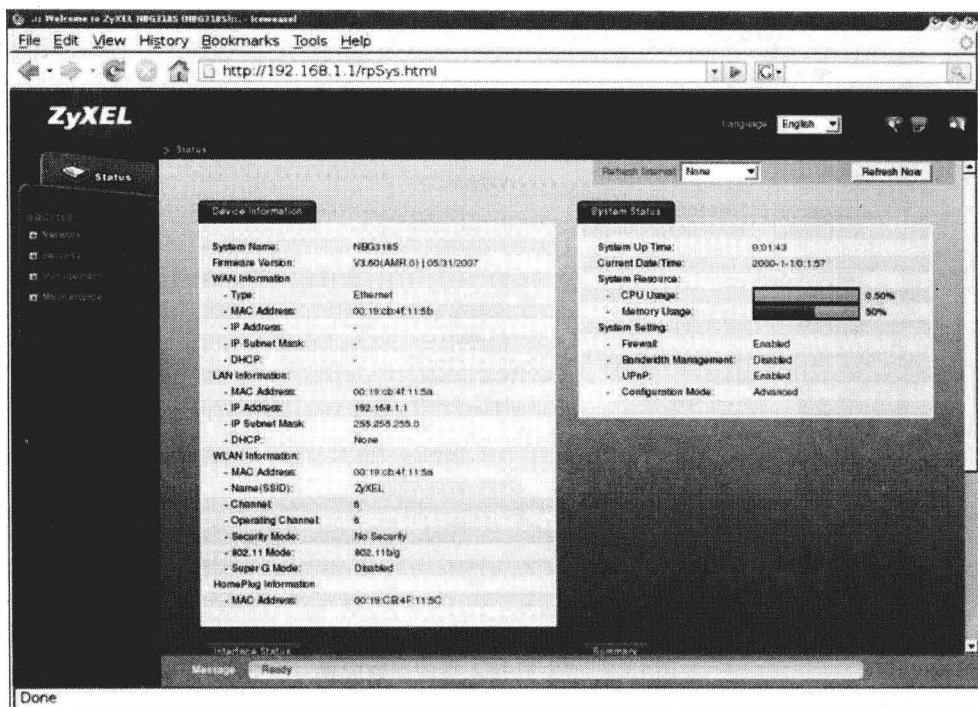 .:: Welcome to ZyXEL NBG318S (NBG318S)::. - Iceweasel
File Edit View History Bookmarks Tools Help
http://192.168.1.1/rpSys.html
G
ZyXEL
Language English
> Status
Status
Refresh Interval None Refresh Now
NBG318S
Network
Security
Management
Maintenance
Device Information
System Name: NBG318S
Firmware Version: V3.60(AMR.0) | 05/31/2007
WAN Information
- Type: Ethernet
- MAC Address: 00:19:cb:4f:11:5b
- IP Address: -
- IP Subnet Mask: -
- DHCP: -
LAN Information:
- MAC Address: 00:19:cb:4f:11:5a
- IP Address: 192.168.1.1
- IP Subnet Mask: 255.255.255.0
- DHCP: None
WLAN Information:
- MAC Address: 00:19:cb:4f:11:5a
- Name(SSID): ZyXEL
- Channel: 6
- Operating Channel: 6
- Security Mode: No Security
- 802.11 Mode: 802.11b/g
- Super G Mode: Disabled
HomePlug Information
- MAC Address: 00:19:CB:4F:11:5C
System Status
System Up Time: 0:01:43
Current Date/Time: 2000-1-1/0:1:57
System Resource:
- CPU Usage: 0.50%
- Memory Usage: 50%
System Setting:
- Firewall: Enabled
- Bandwidth Management: Disabled
- UPnP: Enabled
- Configuration Mode: Advanced
Interface Status
Summary
Message Ready
Done